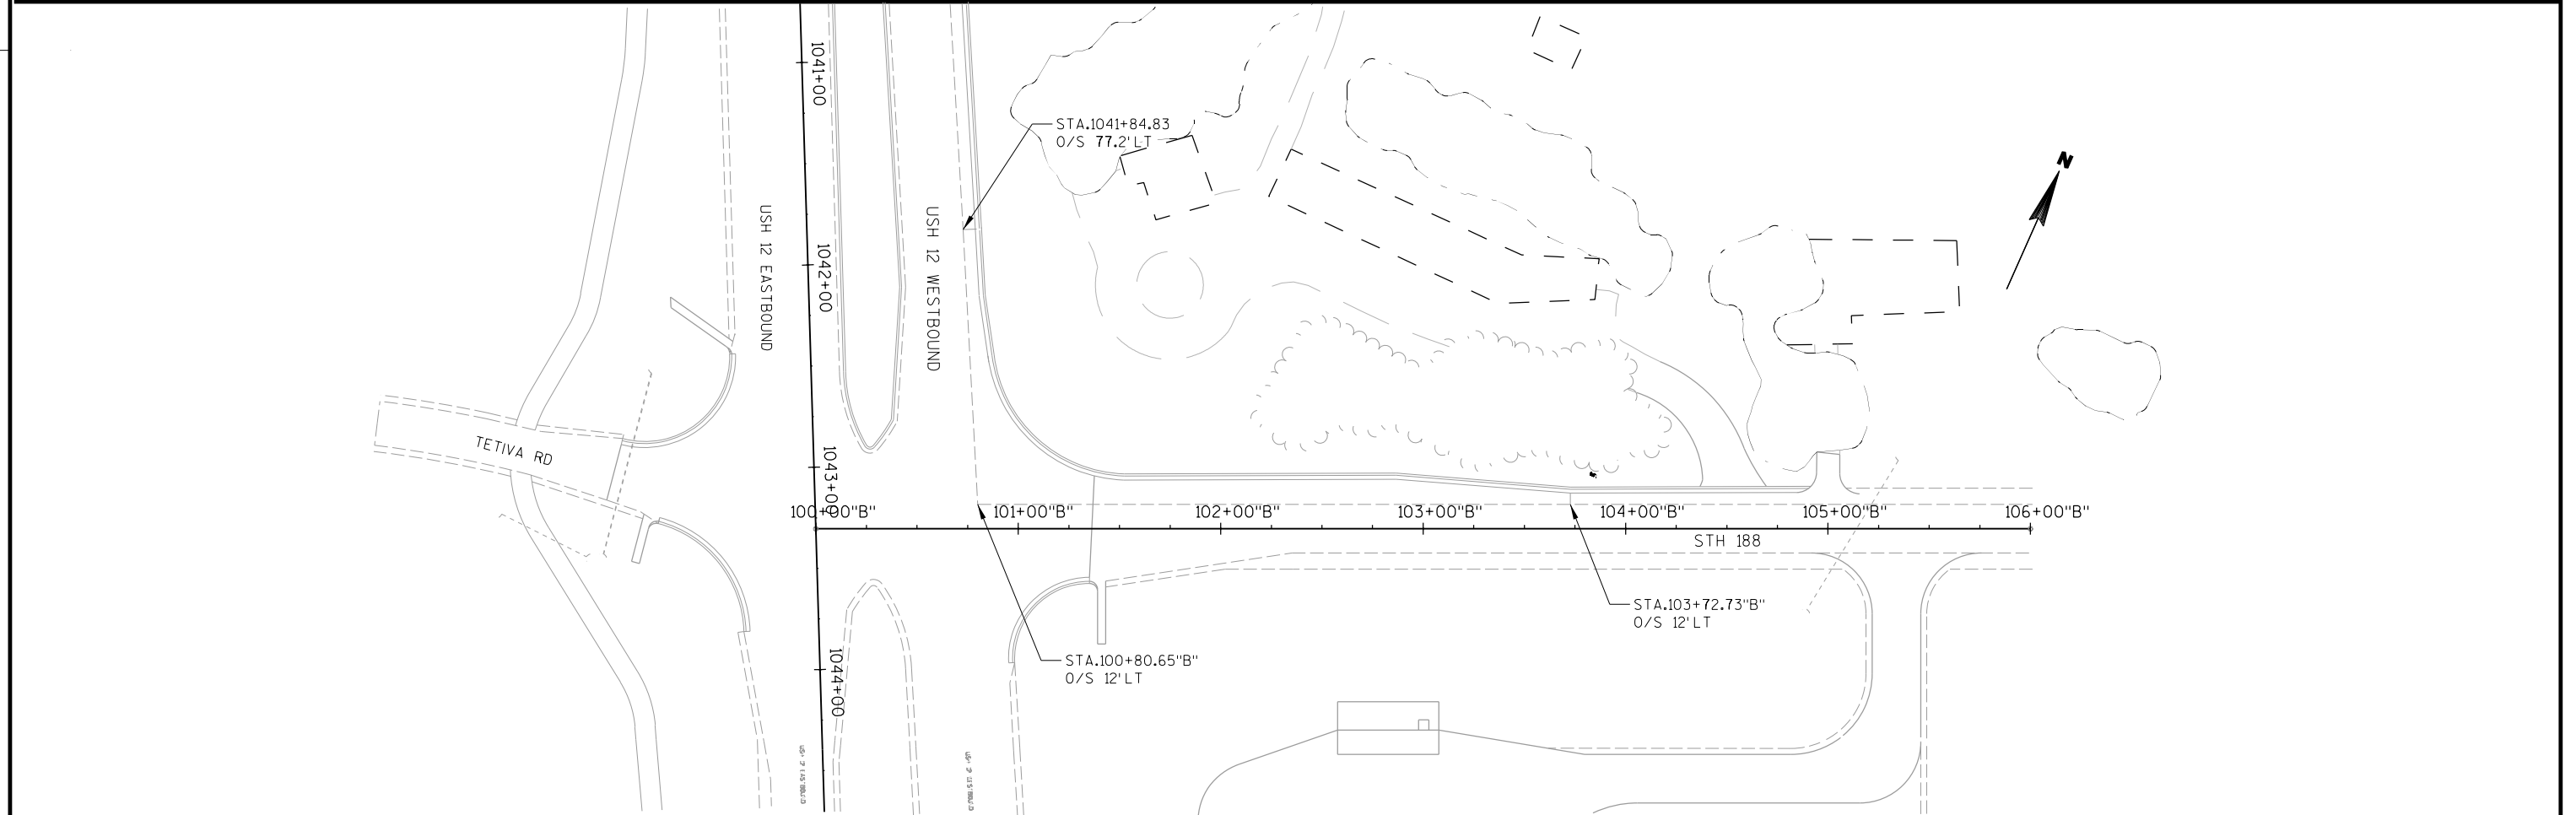 1041+00
STA.1041+84.83
O/S 77.2'LT
N
USH 12 EASTBOUND
USH 12 WESTBOUND
1042+00
TETIVA RD
1043+00
100+00"B"
101+00"B"
102+00"B"
103+00"B"
104+00"B"
105+00"B"
106+00"B"
STH 188
STA.103+72.73"B"
O/S 12'LT
STA.100+80.65"B"
O/S 12'LT
1044+00